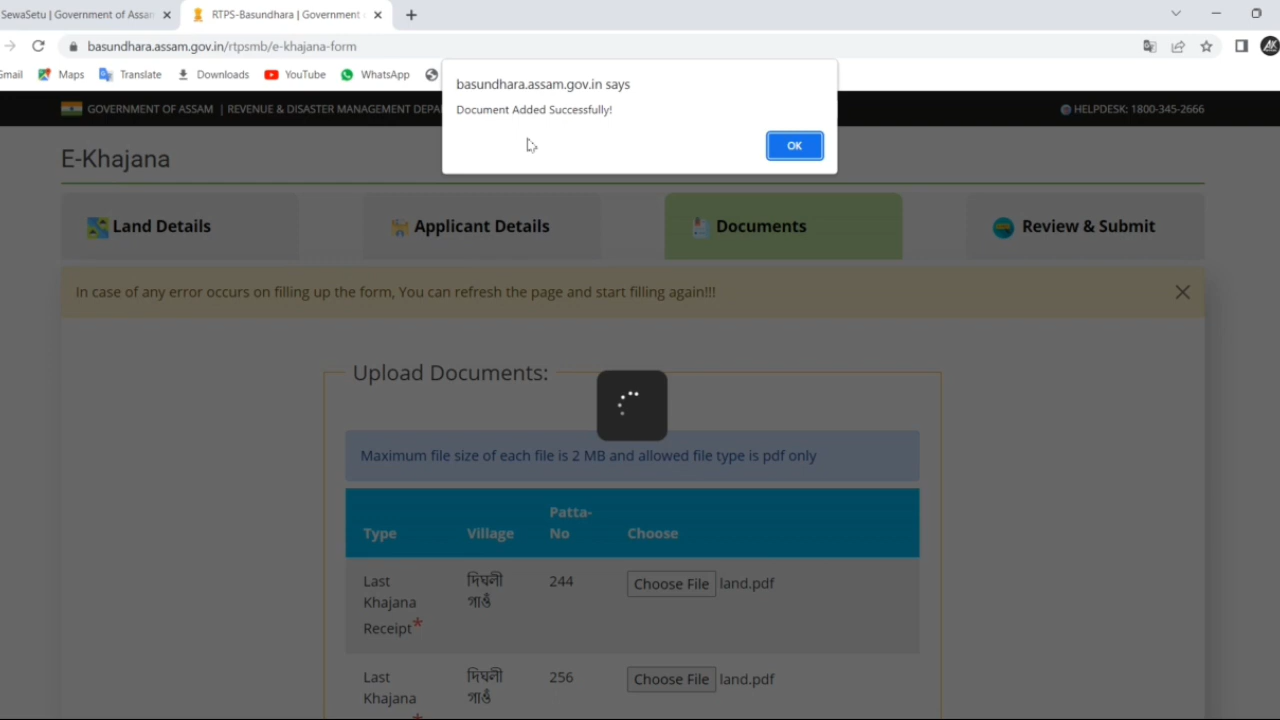 SewaSetu | Government of Assam
RTPS-Basundhara | Government
basundhara.assam.gov.in/rtpsmb/e-khajana-form
Gmail
Maps
Translate
Downloads
YouTube
WhatsApp
basundhara.assam.gov.in says
Document Added Successfully!
OK
GOVERNMENT OF ASSAM | REVENUE & DISASTER MANAGEMENT DEPA
HELPDESK: 1800-345-2666
E-Khajana
Land Details
Applicant Details
Documents
Review & Submit
In case of any error occurs on filling up the form, You can refresh the page and start filling again!!!
Upload Documents:
Maximum file size of each file is 2 MB and allowed file type is pdf only
Type
Village
Patta-
No
Choose
Last
Khajana
Receipt*
দিঘলী
গাওঁ
244
Choose File land.pdf
Last
Khajana
দিঘলী
গাওঁ
256
Choose File land.pdf